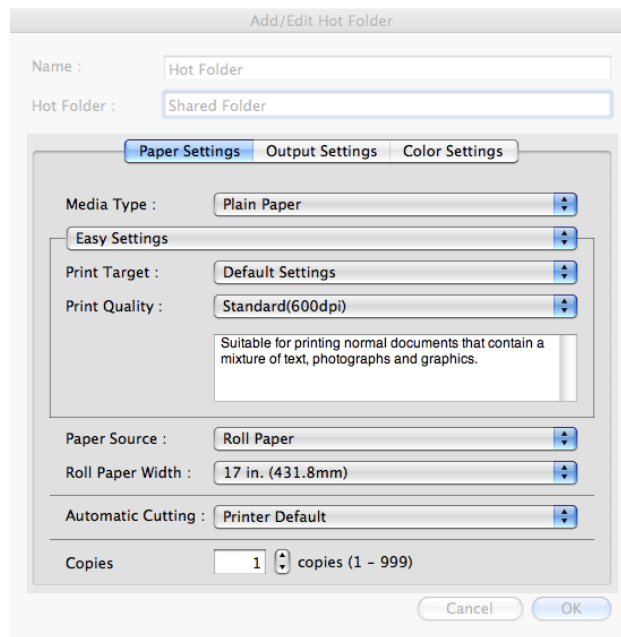 Add/Edit Hot Folder
Name : Hot Folder
Hot Folder : Shared Folder
Paper Settings Output Settings Color Settings
Media Type : Plain Paper
Easy Settings
Print Target : Default Settings
Print Quality : Standard(600dpi)
Suitable for printing normal documents that contain a
mixture of text, photographs and graphics.
Paper Source : Roll Paper
Roll Paper Width : 17 in. (431.8mm)
Automatic Cutting : Printer Default
Copies 1 copies (1 – 999)
Cancel OK